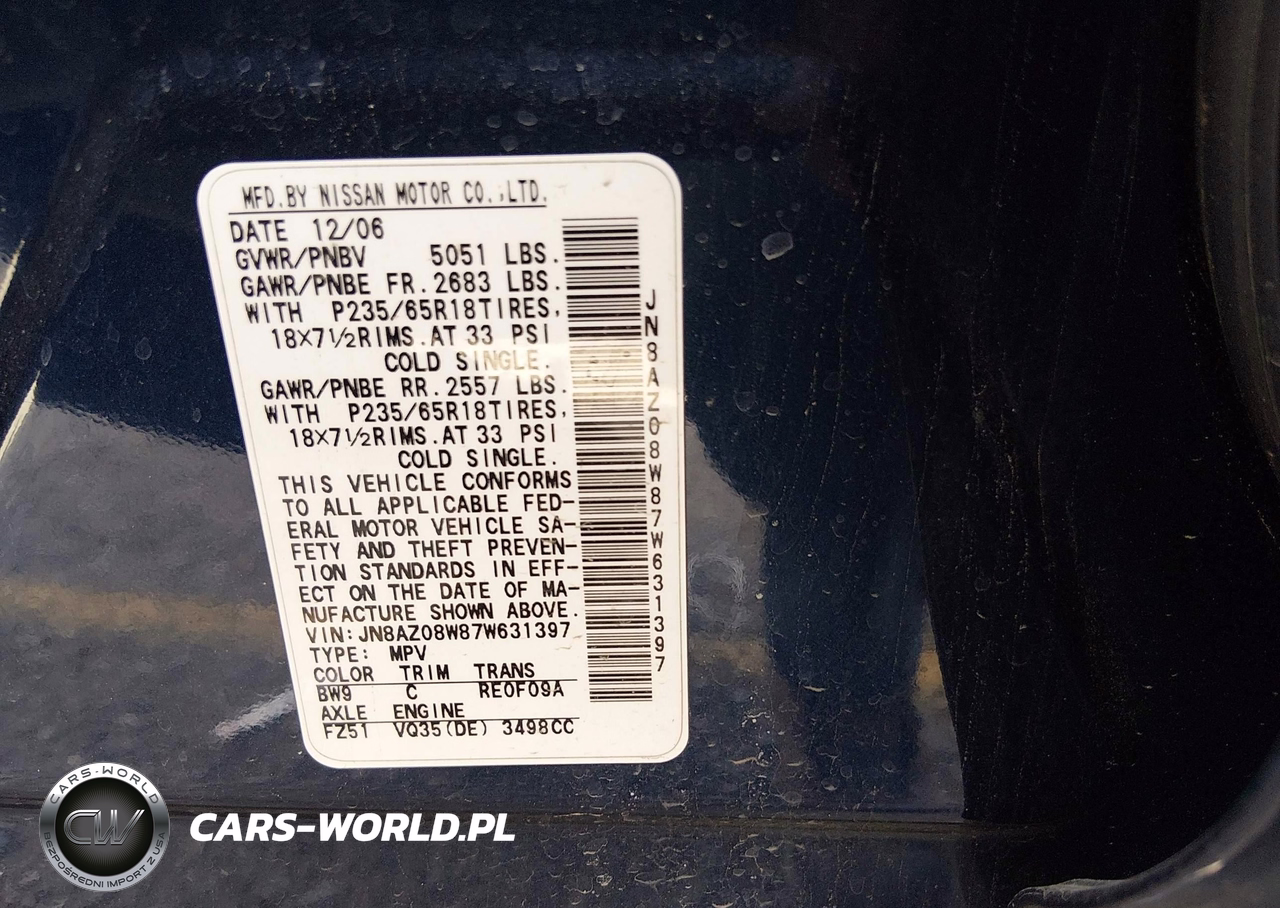 MFD.BY NISSAN MOTOR CO.,LTD.
DATE 12/06
GVWR/PNBV 5051 LBS.
GAWR/PNBE FR.2683 LBS.
WITH P235/65R18TIRES,
18×7½RIMS.AT 33 PSI
COLD SINGLE.
GAWR/PNBE RR.2557 LBS.
WITH P235/65R18TIRES,
18×7½RIMS.AT 33 PSI
COLD SINGLE.
THIS VEHICLE CONFORMS
TO ALL APPLICABLE FED-
ERAL MOTOR VEHICLE SA-
FETY AND THEFT PREVEN-
TION STANDARDS IN EFF-
ECT ON THE DATE OF MA-
NUFACTURE SHOWN ABOVE.
VIN:JN8AZ08W87W631397
TYPE: MPV
COLOR TRIM TRANS
BW9 C RE0F09A
AXLE ENGINE
FZ51 VQ35(DE) 3498CC
JN8AZ08W87W631397
CARS-WORLD
CW
BEZPOŚREDNI IMPORT Z USA
CARS-WORLD.PL